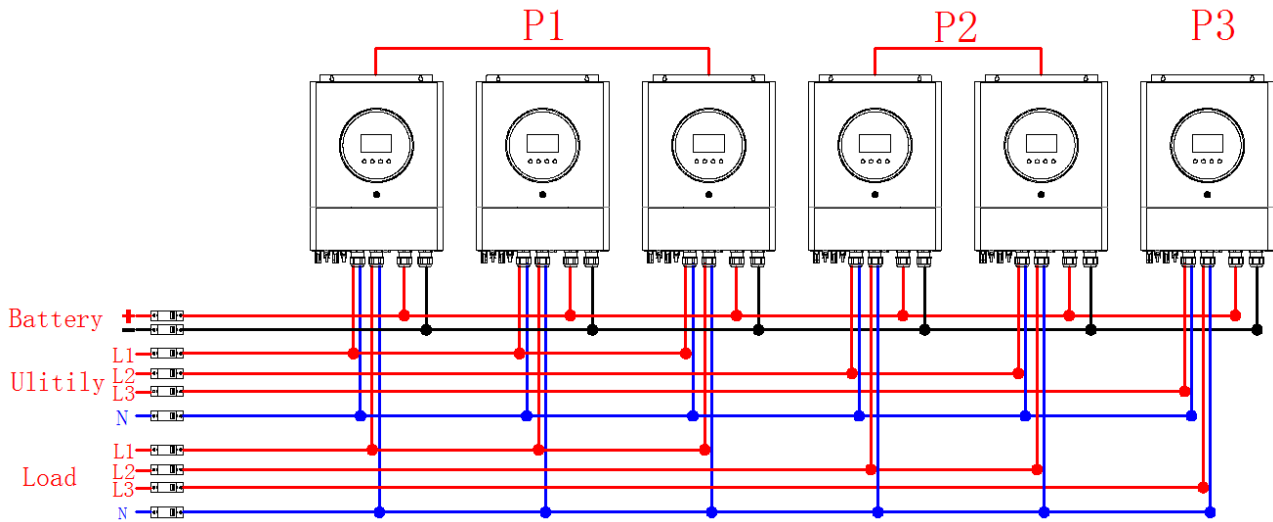 P1 P2 P3
Battery + −
L1
Ulitily L2
L3
N
L1
Load L2
L3
N